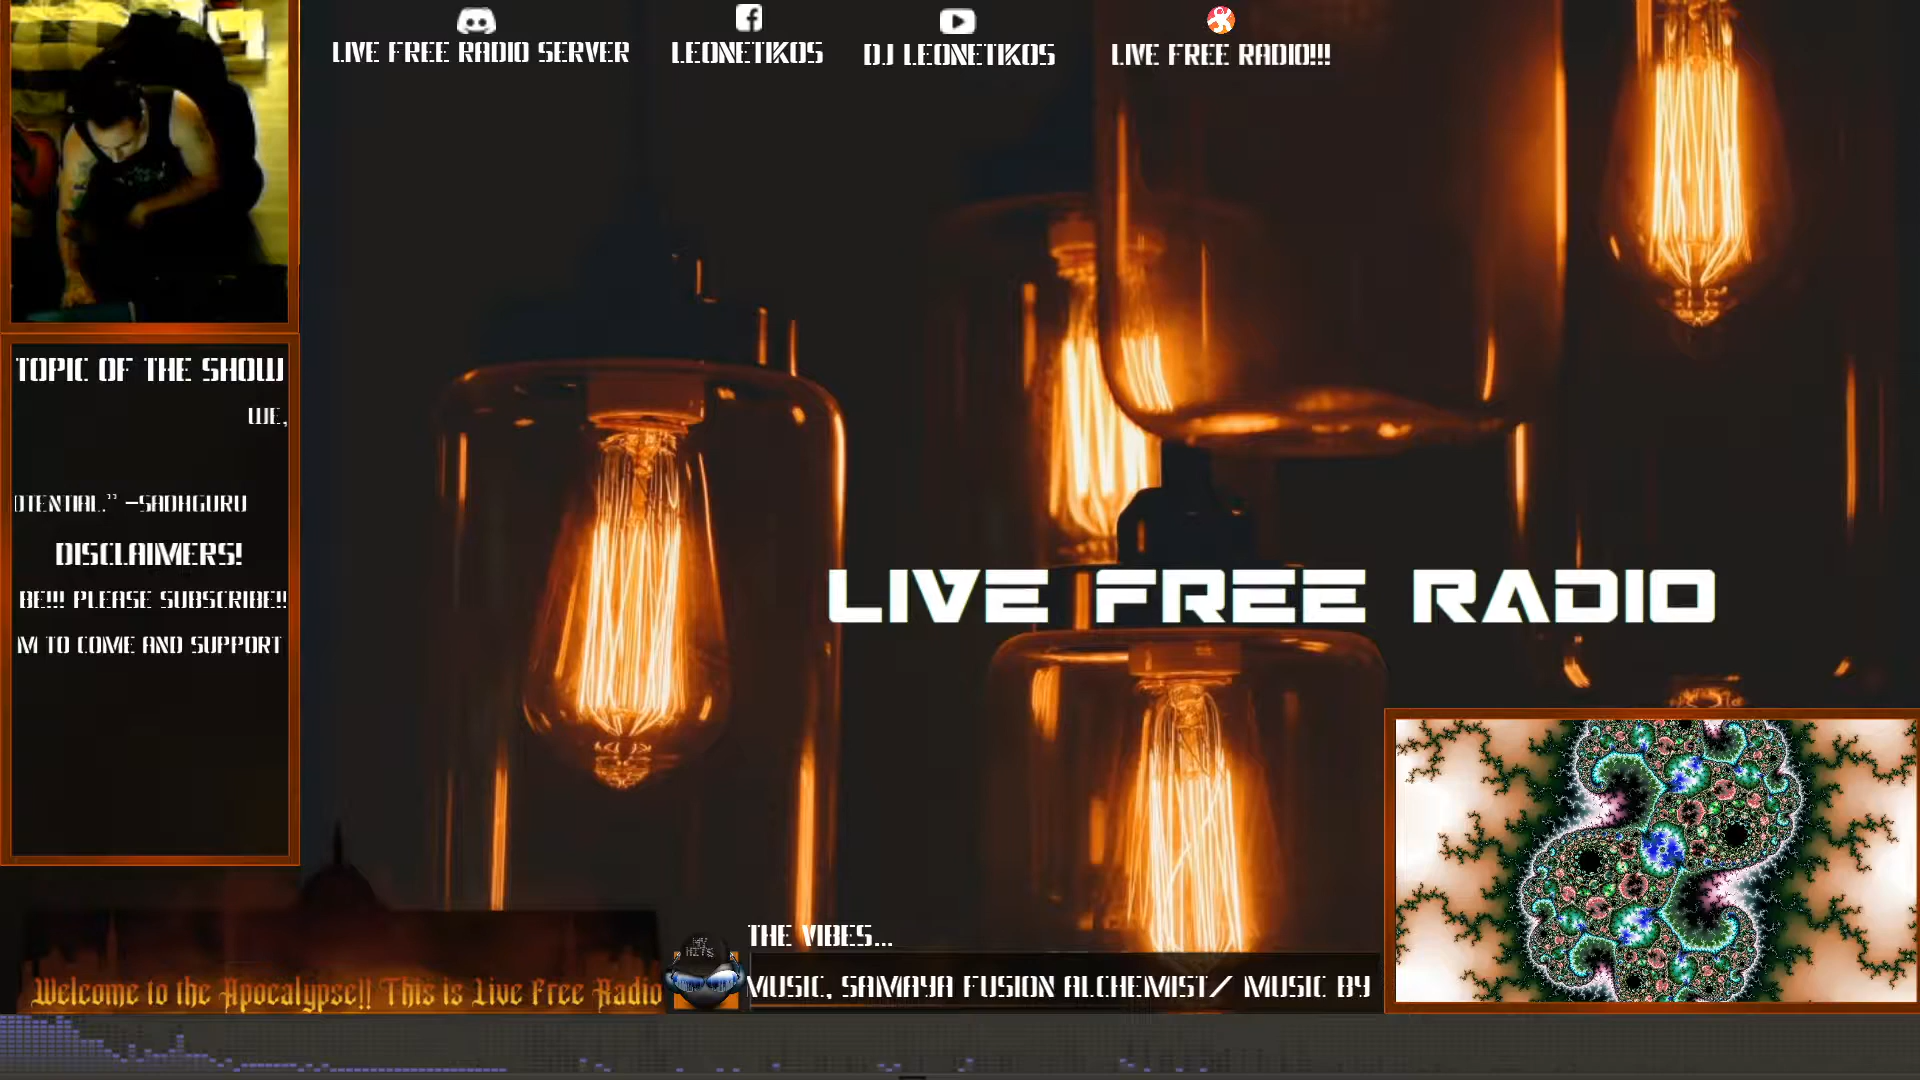 LIVE FREE RADIO SERVER
LEONETIKOS
DJ LEONETIKOS
LIVE FREE RADIO!!!
TOPIC OF THE SHOW
WE,
OTENTIAL.” -SADHGURU
DISCLAIMERS!
BE!!! PLEASE SUBSCRIBE!!
M TO COME AND SUPPORT
LIVE FREE RADIO
THE VIBES...
Welcome to the Apocalypse!! This is Live Free Radio
MUSIC, SAMAYA FUSION ALCHEMIST/ MUSIC BY